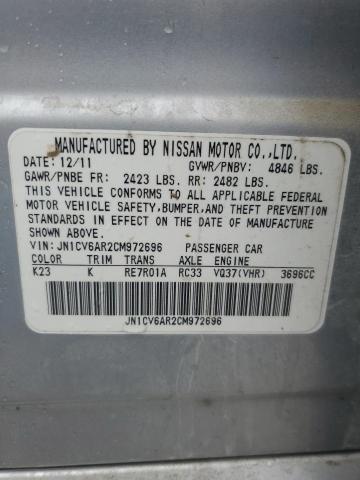 MANUFACTURED BY NISSAN MOTOR CO.,LTD.
DATE: 12/11 GVWR/PNBV: 4846 LBS.
GAWR/PNBE FR: 2423 LBS. RR: 2482 LBS.
THIS VEHICLE CONFORMS TO ALL APPLICABLE FEDERAL
MOTOR VEHICLE SAFETY,BUMPER,AND THEFT PREVENTION
STANDARDS IN EFFECT ON THE DATE OF MANUFACTURE
SHOWN ABOVE.
VIN: JN1CV6AR2CM972696 PASSENGER CAR
COLOR TRIM TRANS AXLE ENGINE
K23 K RE7R01A RC33 VQ37(VHR) 3696CC
JN1CV6AR2CM972696